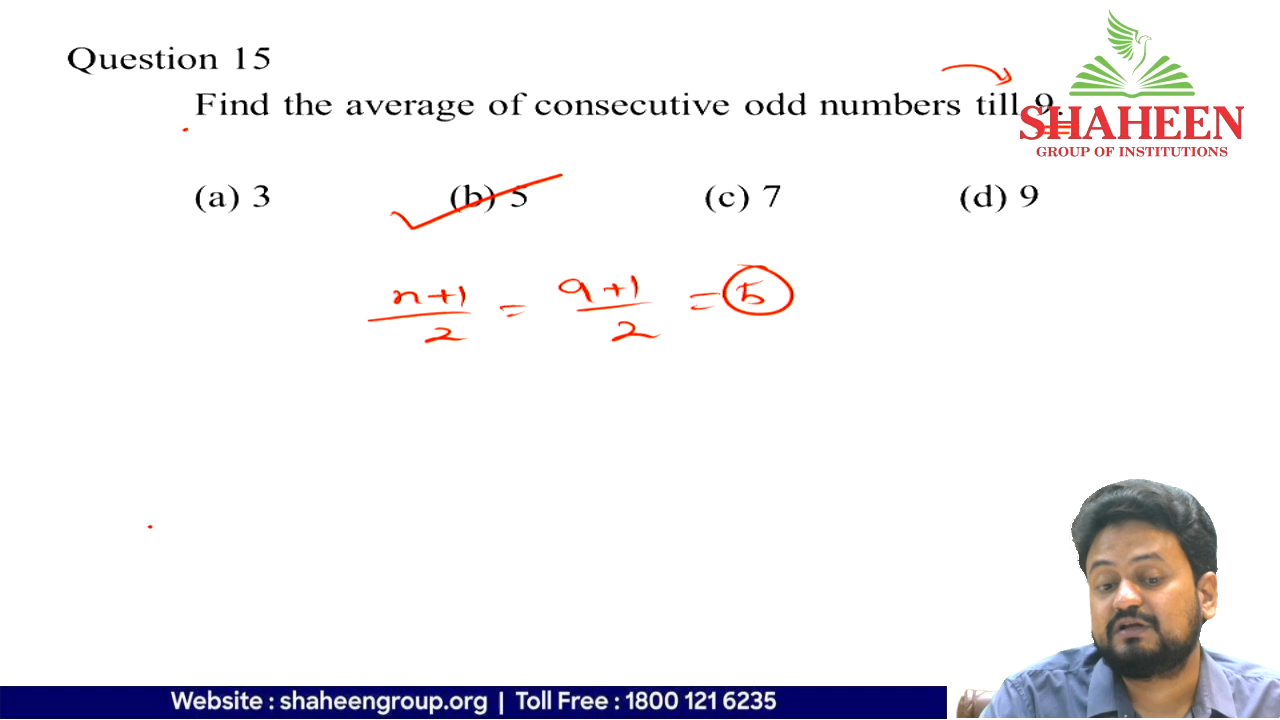 Question 15
Find the average of consecutive odd numbers till 9.
SHAHEEN
GROUP OF INSTITUTIONS
(a) 3 (b) 5 (c) 7 (d) 9
n+1/2 = 9+1/2 = 5
Website : shaheengroup.org | Toll Free : 1800 121 6235